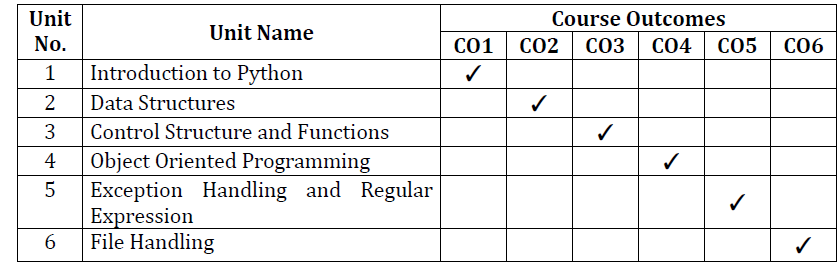 Unit No. Unit Name Course Outcomes
CO1 CO2 CO3 CO4 CO5 CO6
1 Introduction to Python ✓
2 Data Structures ✓
3 Control Structure and Functions ✓
4 Object Oriented Programming ✓
5 Exception Handling and Regular
Expression ✓
6 File Handling ✓